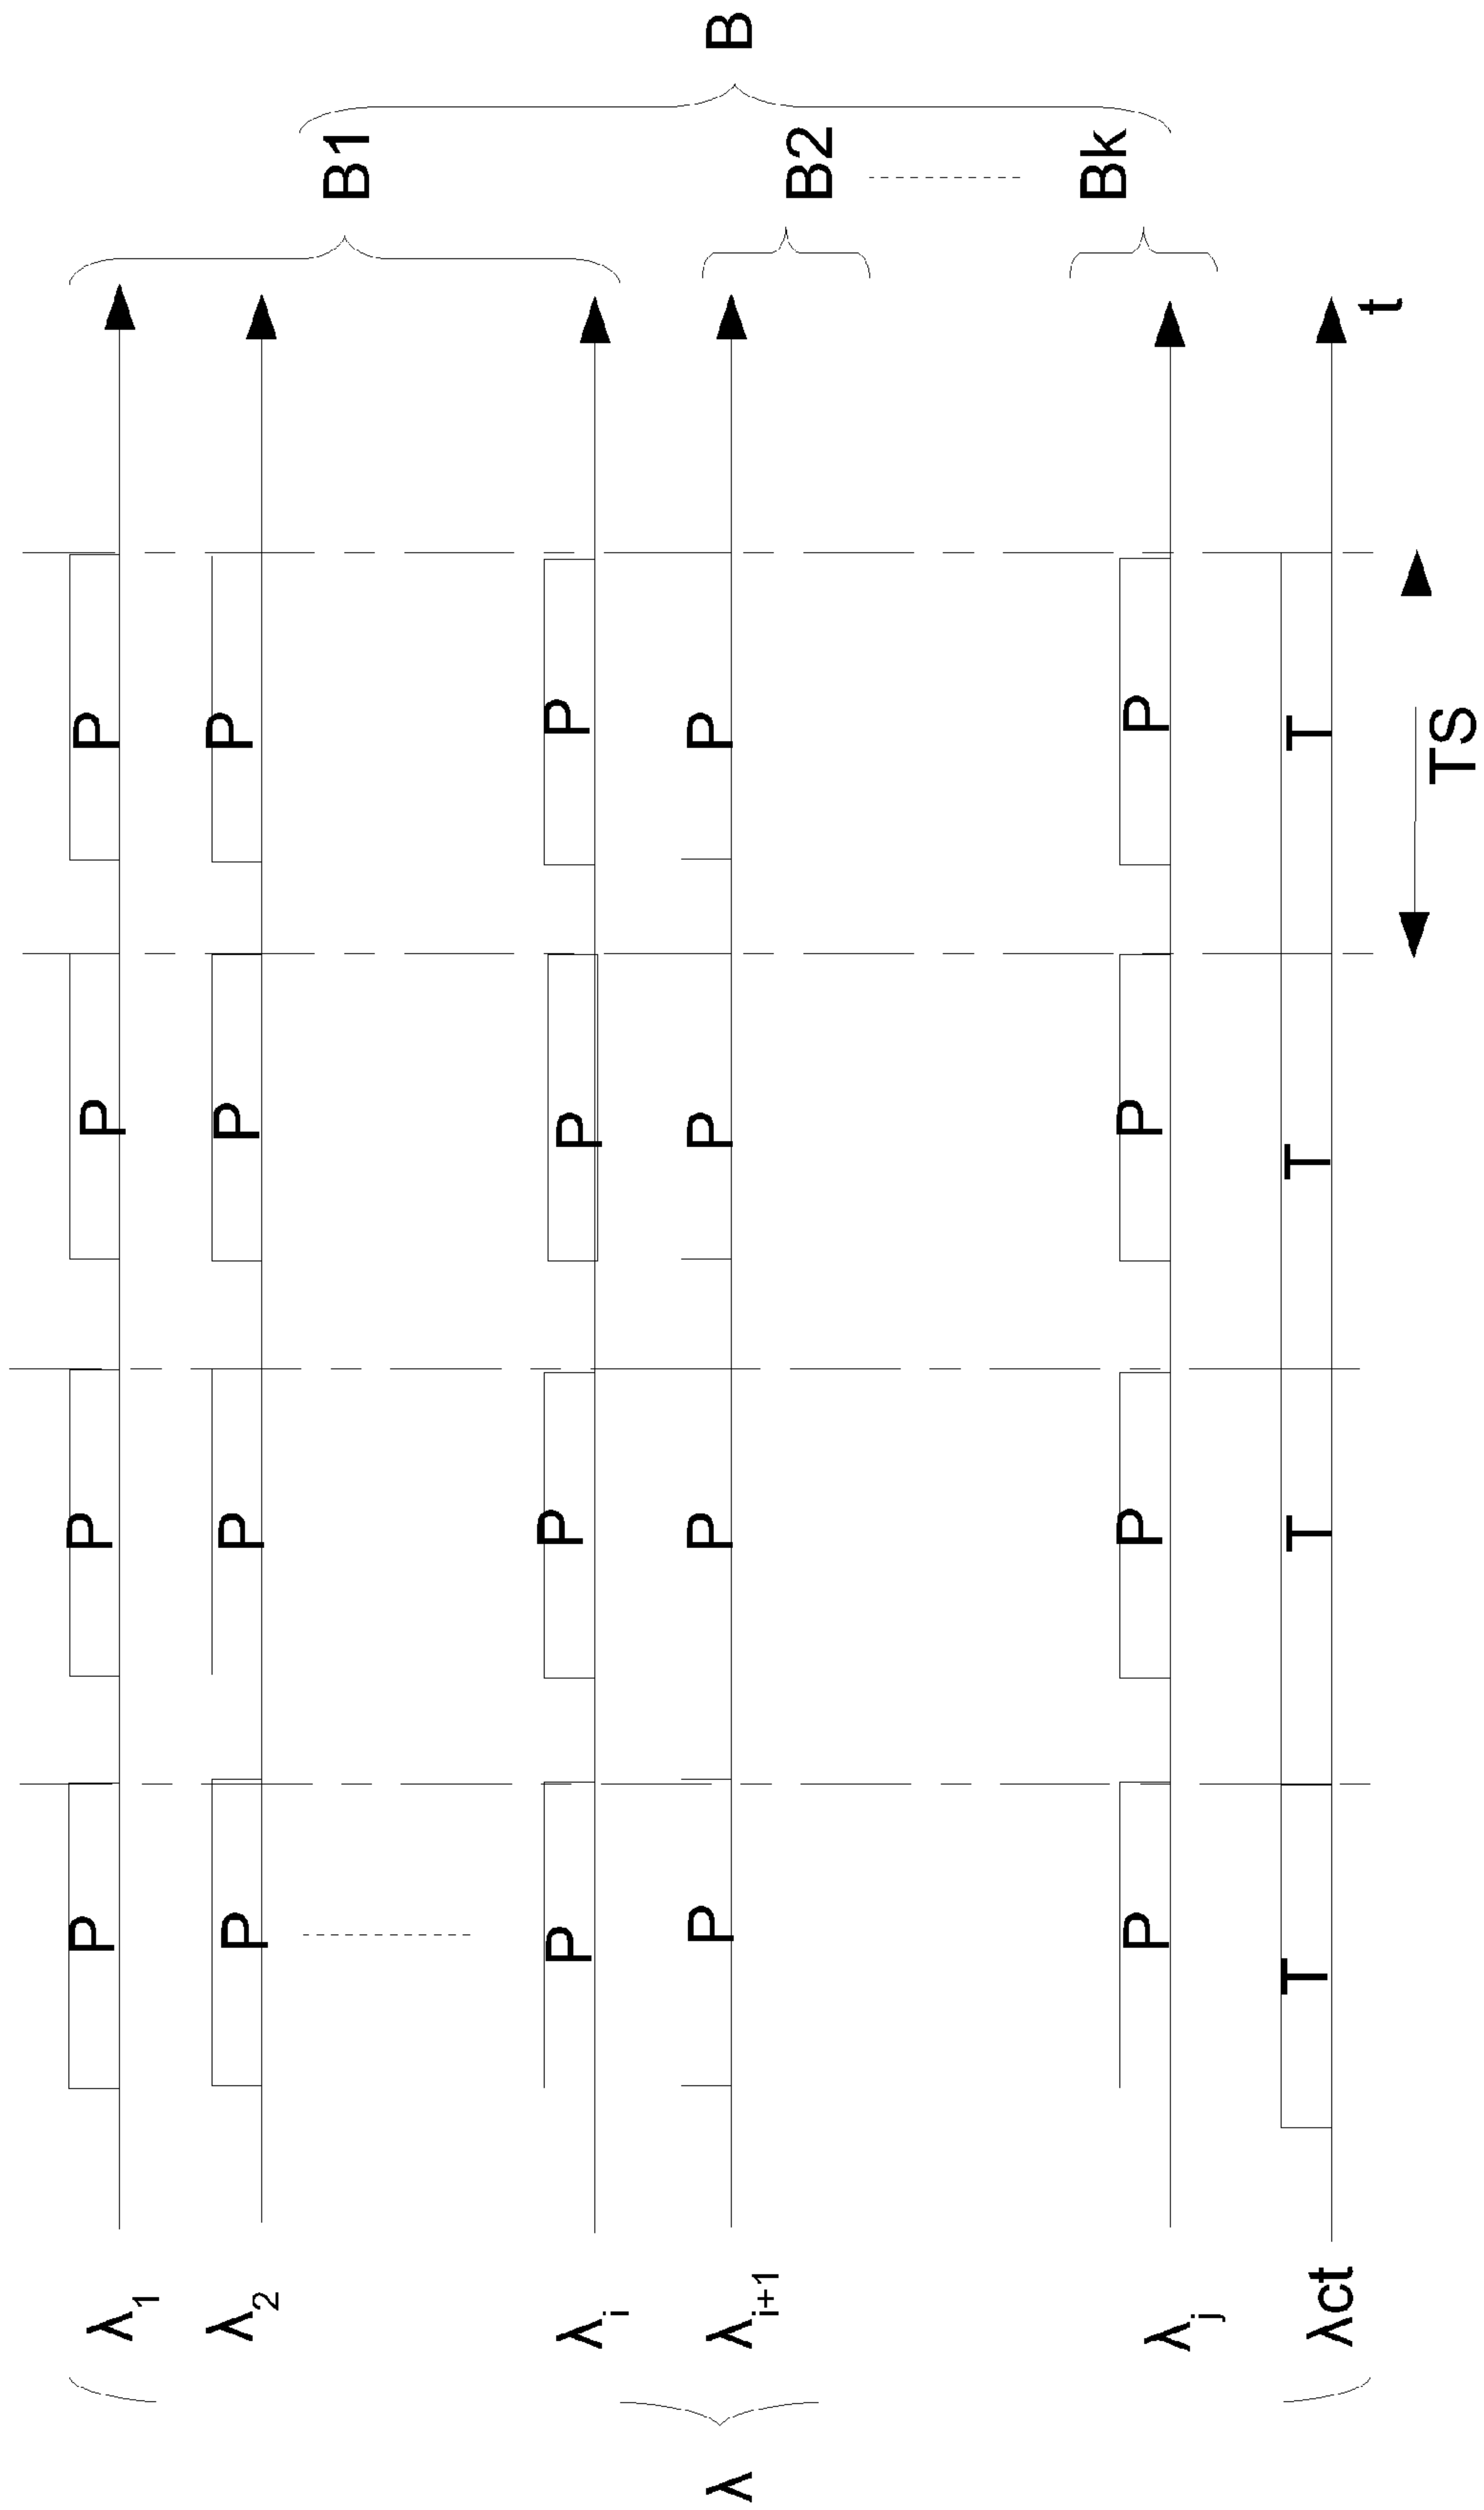 λ1 P P P P
λ2 P P P P
B1
λi P P P P
λ λi+1 P P P P B
B2
λj P P P P Bk
λct T T T T
t
TS